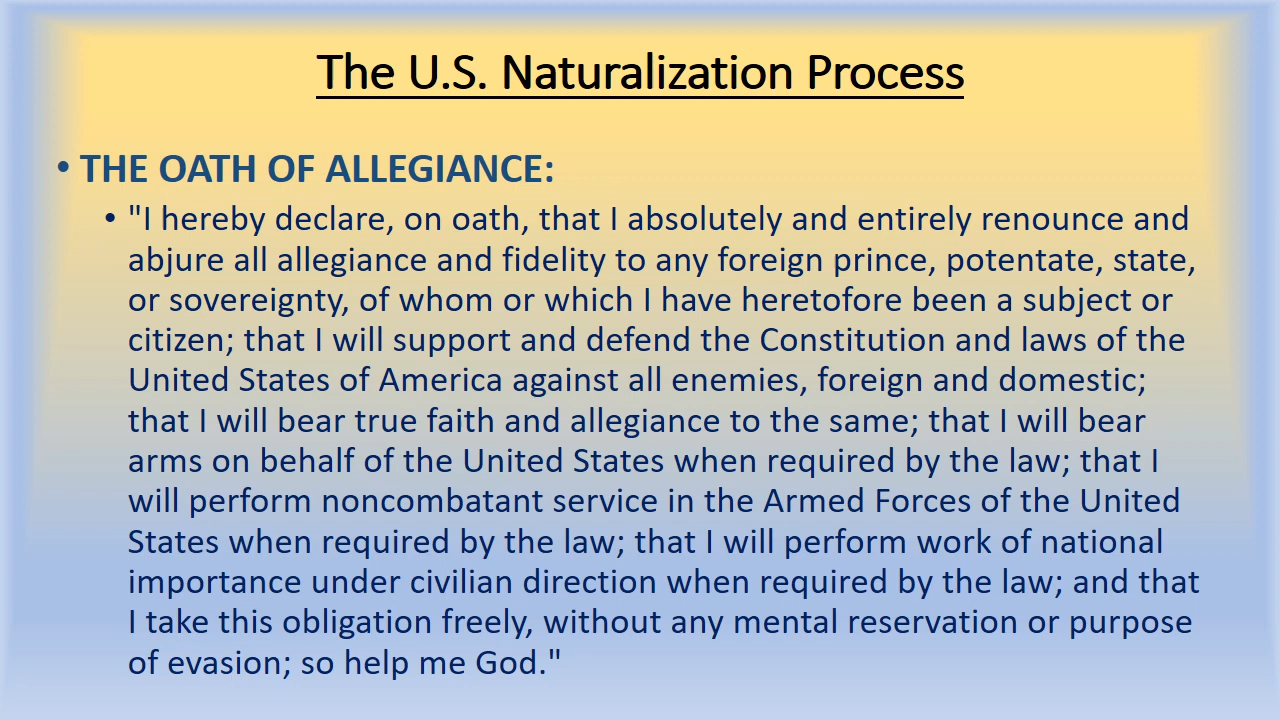 The U.S. Naturalization Process
• THE OATH OF ALLEGIANCE:
• "I hereby declare, on oath, that I absolutely and entirely renounce and
abjure all allegiance and fidelity to any foreign prince, potentate, state,
or sovereignty, of whom or which I have heretofore been a subject or
citizen; that I will support and defend the Constitution and laws of the
United States of America against all enemies, foreign and domestic;
that I will bear true faith and allegiance to the same; that I will bear
arms on behalf of the United States when required by the law; that I
will perform noncombatant service in the Armed Forces of the United
States when required by the law; that I will perform work of national
importance under civilian direction when required by the law; and that
I take this obligation freely, without any mental reservation or purpose
of evasion; so help me God."